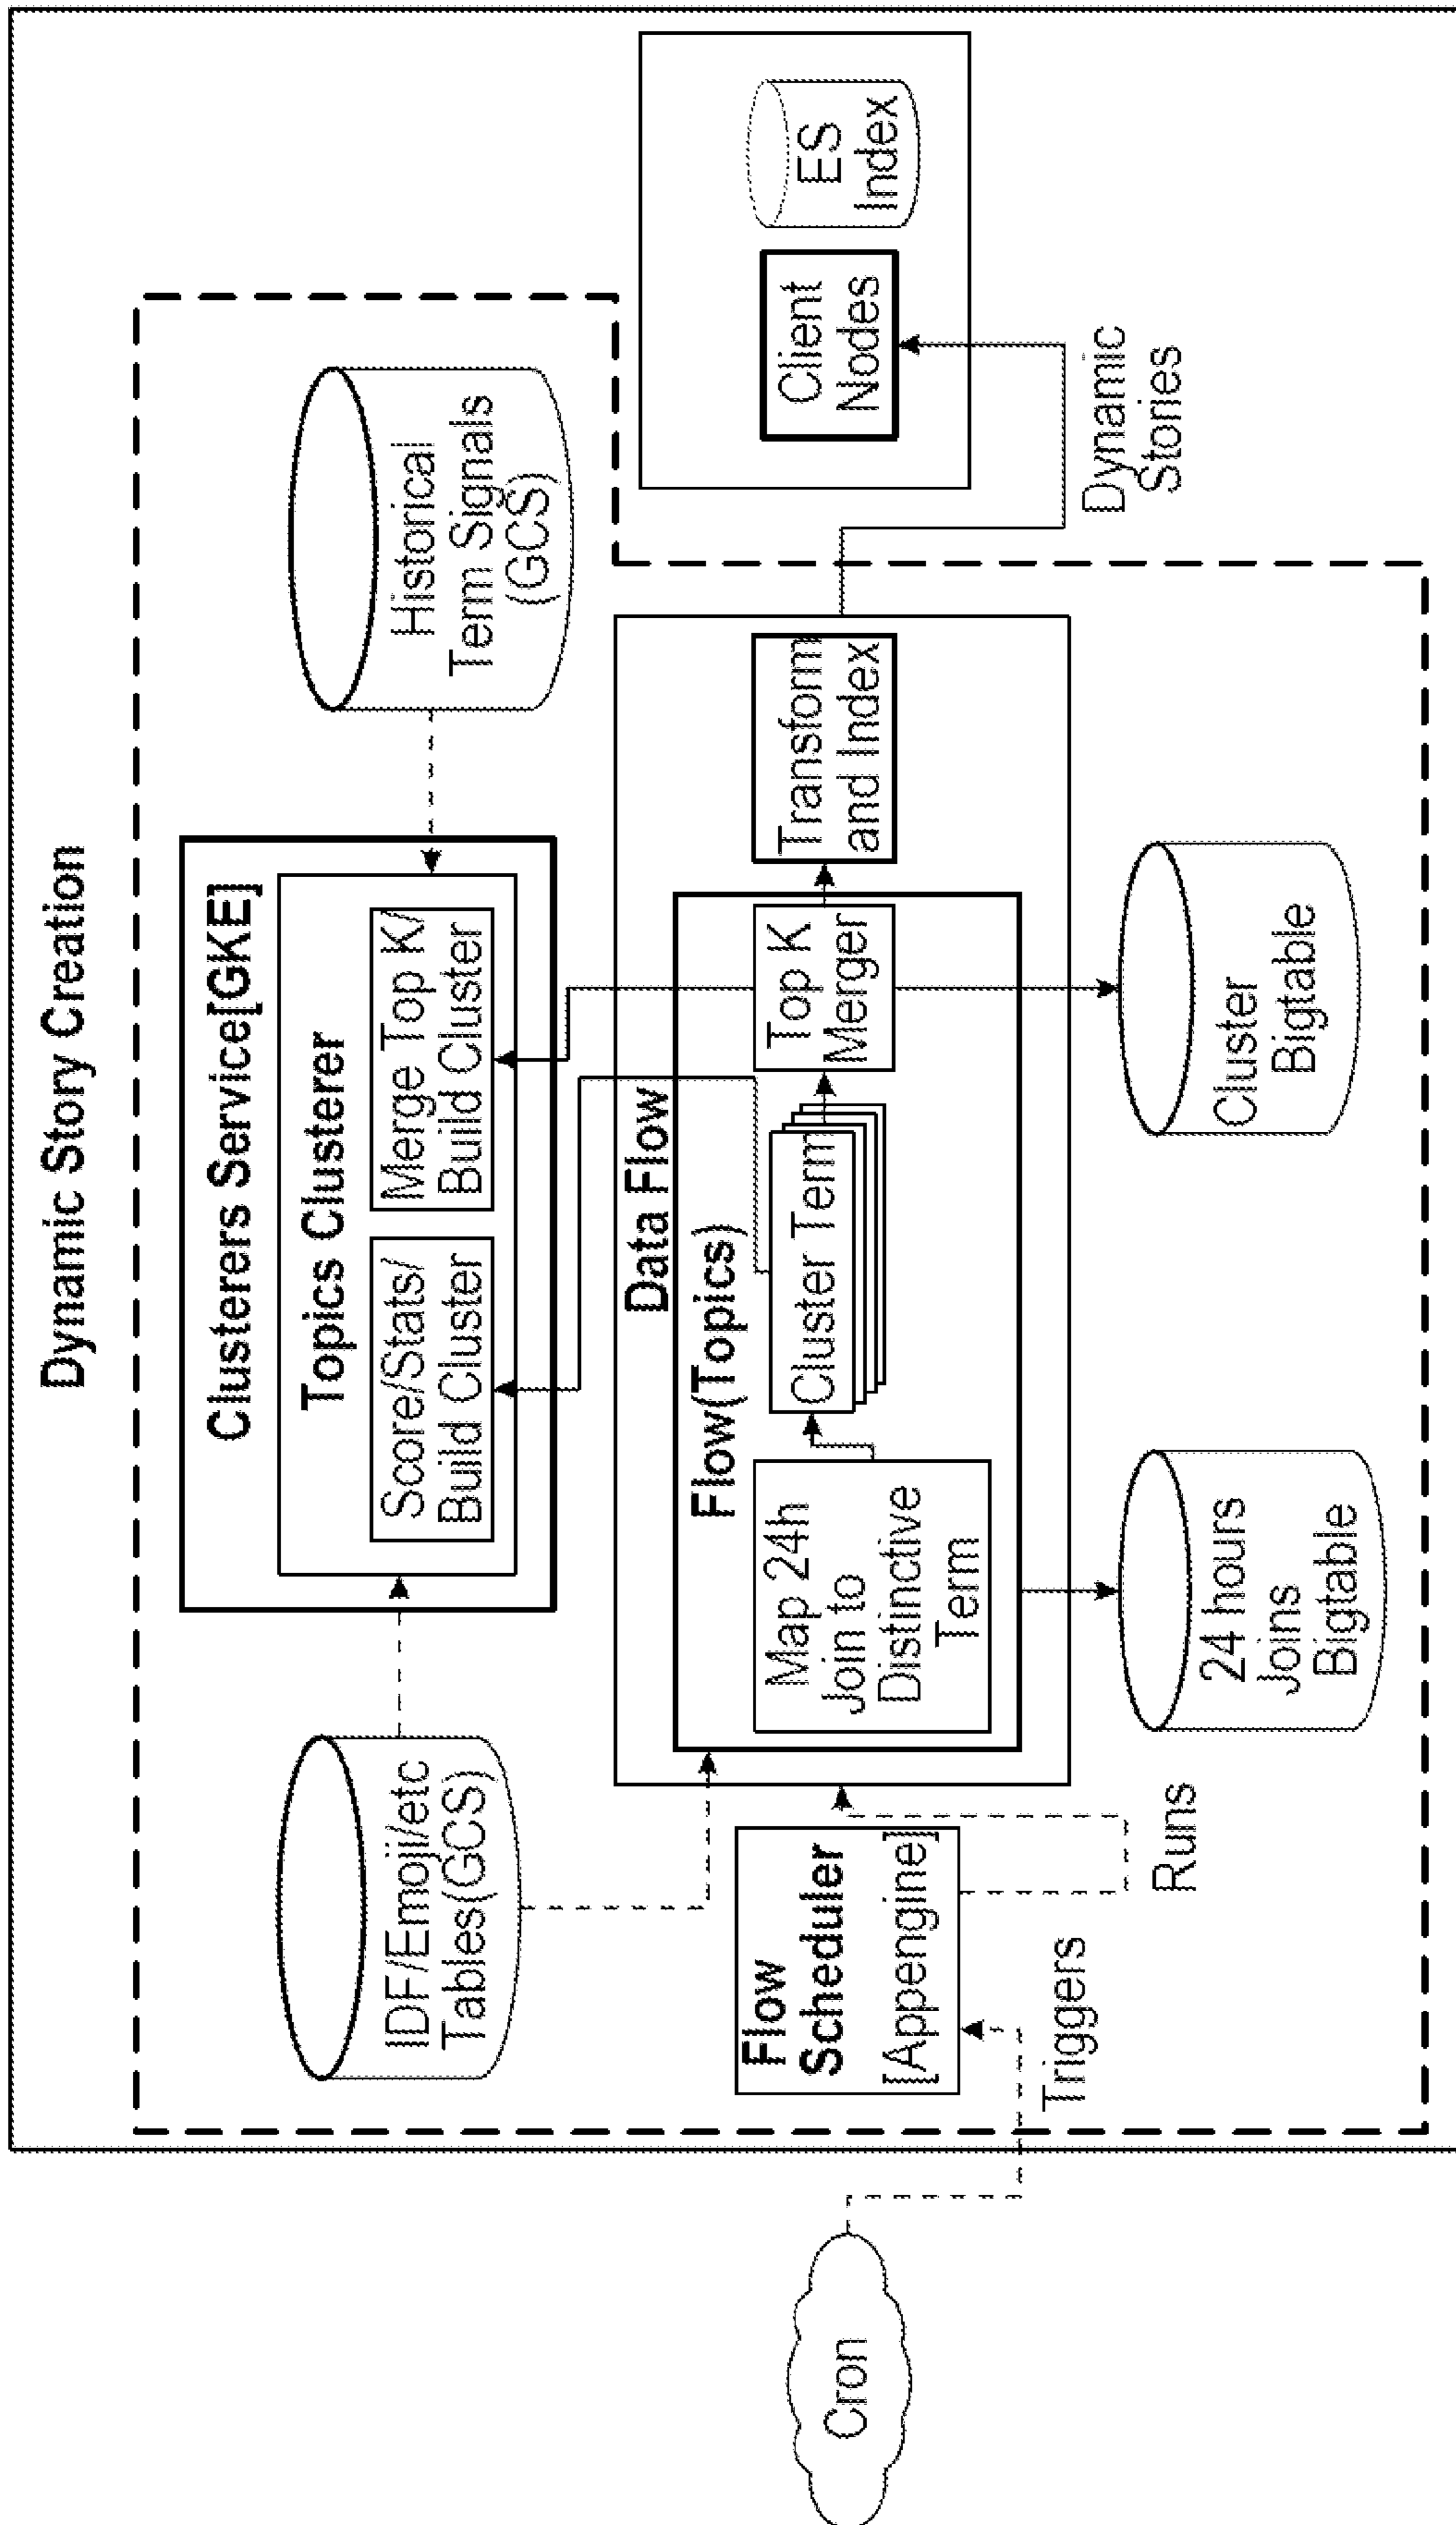 Dynamic Story Creation
Clusterers Service[GKE]
Topics Clusterer
IDF/Emoji/etc
Tables(GCS)
Score/Stats/
Build Cluster
Merge Top K/
Build Cluster
Historical
Term Signals
(GCS)
Data Flow
Flow(Topics)
Cron
Triggers
Flow
Scheduler
[Appengine]
Runs
Map 24h
Join to
Distinctive
Term
Cluster Term
Top K
Merger
Transform
and Index
Client
Nodes
ES
Index
Dynamic
Stories
24 hours
Joins
Bigtable
Cluster
Bigtable